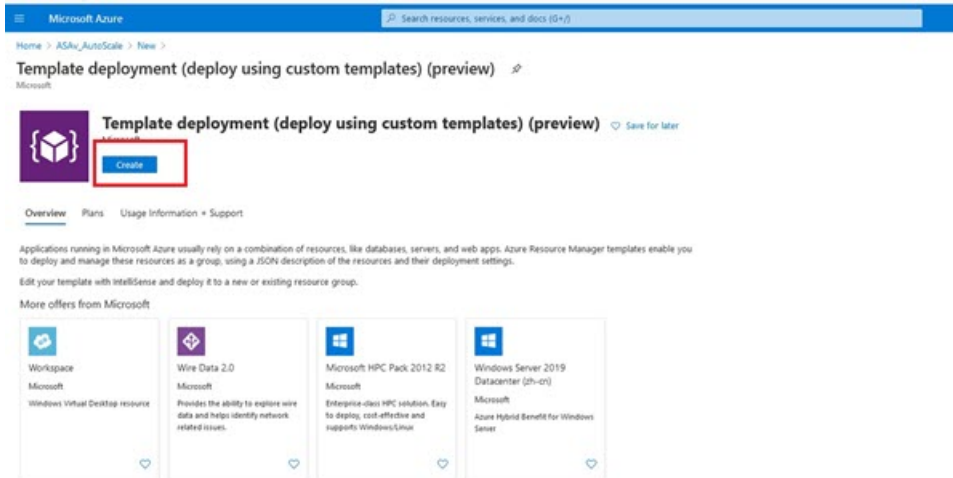 Microsoft Azure
Search resources, services, and docs (G+/)
Home > ASAv_AutoScale > New >
Template deployment (deploy using custom templates) (preview)
Microsoft
Template deployment (deploy using custom templates) (preview)
Save for later
Microsoft
Create
Overview Plans Usage Information + Support
Applications running in Microsoft Azure usually rely on a combination of resources, like databases, servers, and web apps. Azure Resource Manager templates enable you
to deploy and manage these resources as a group, using a JSON description of the resources and their deployment settings.
Edit your template with IntelliSense and deploy it to a new or existing resource group.
More offers from Microsoft
Workspace
Microsoft
Windows Virtual Desktop resource
Wire Data 2.0
Microsoft
Provides the ability to explore wire
data and helps identify network
related issues.
Microsoft HPC Pack 2012 R2
Microsoft
Enterprise-class HPC solution. Easy
to deploy, cost-effective and
supports Windows/Linux
Windows Server 2019
Datacenter (zh-cn)
Microsoft
Azure Hybrid Benefit for Windows
Server